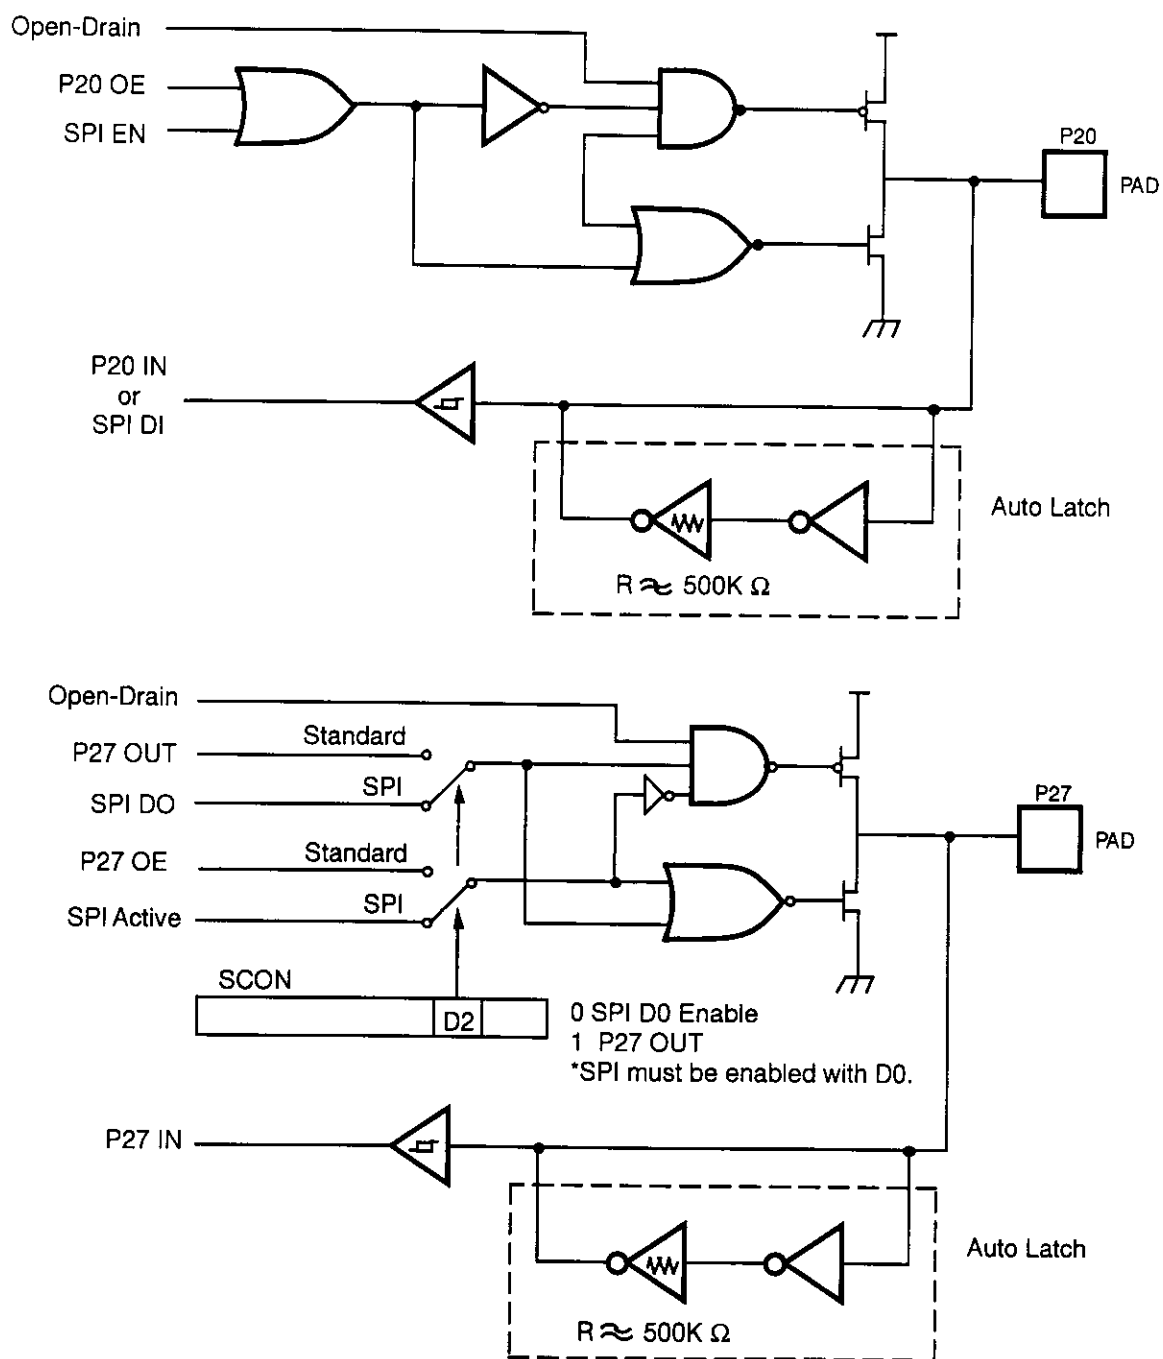 Open-Drain
P20 OE
SPI EN
P20
PAD
P20 IN
or
SPI DI
Auto Latch
R ≈ 500K Ω
Open-Drain
P27 OUT
Standard
SPI DO
SPI
P27 OE
Standard
SPI Active
SPI
P27
PAD
SCON
D2
0 SPI D0 Enable
1 P27 OUT
*SPI must be enabled with D0.
P27 IN
Auto Latch
R ≈ 500K Ω